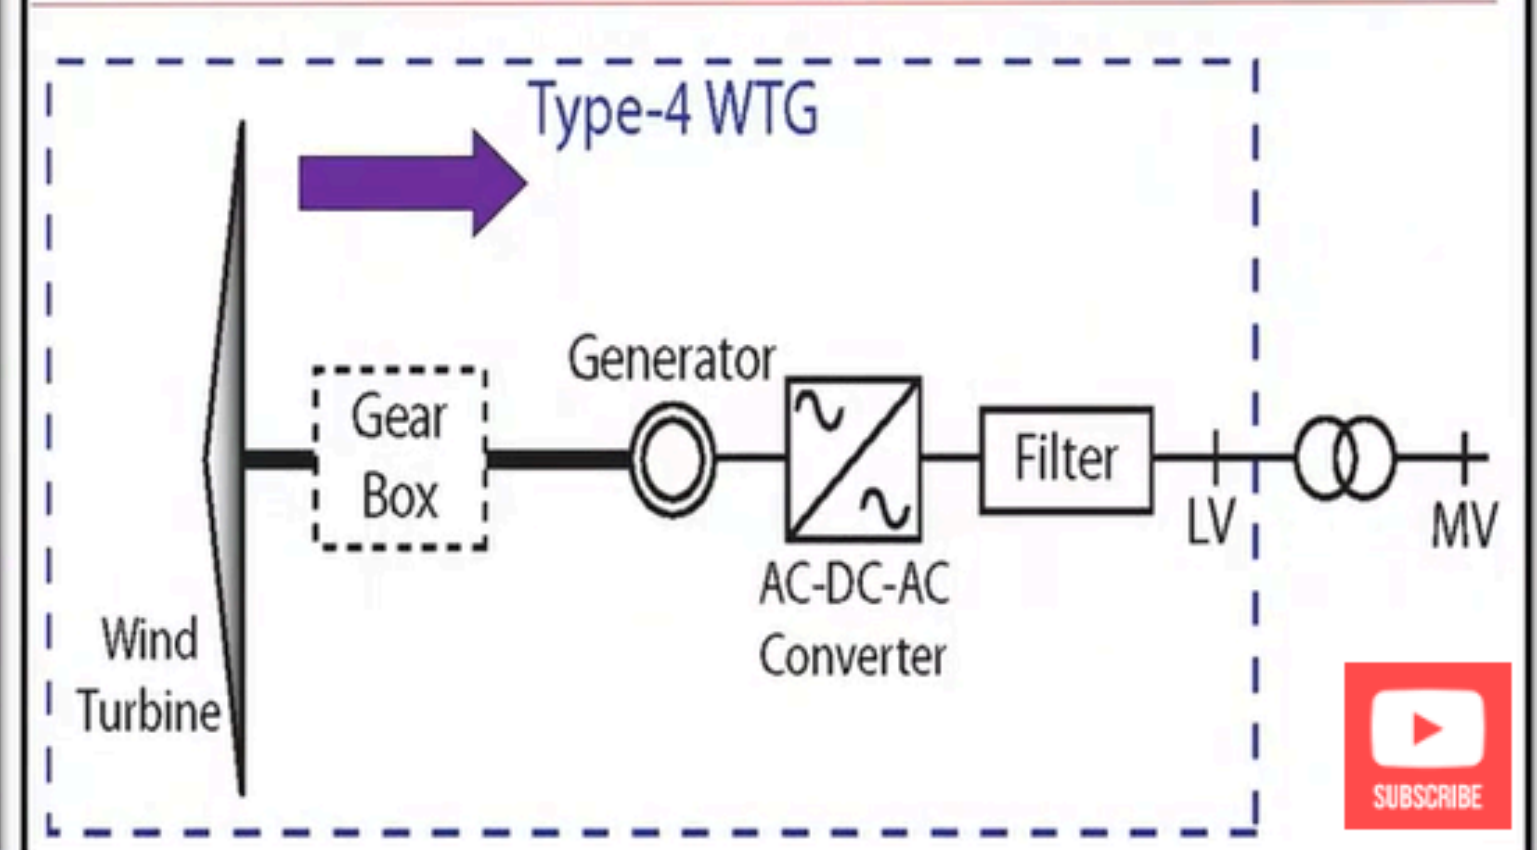 Type-4 WTG
Generator
Gear
Box
Filter
LV
MV
AC-DC-AC
Converter
Wind
Turbine
SUBSCRIBE